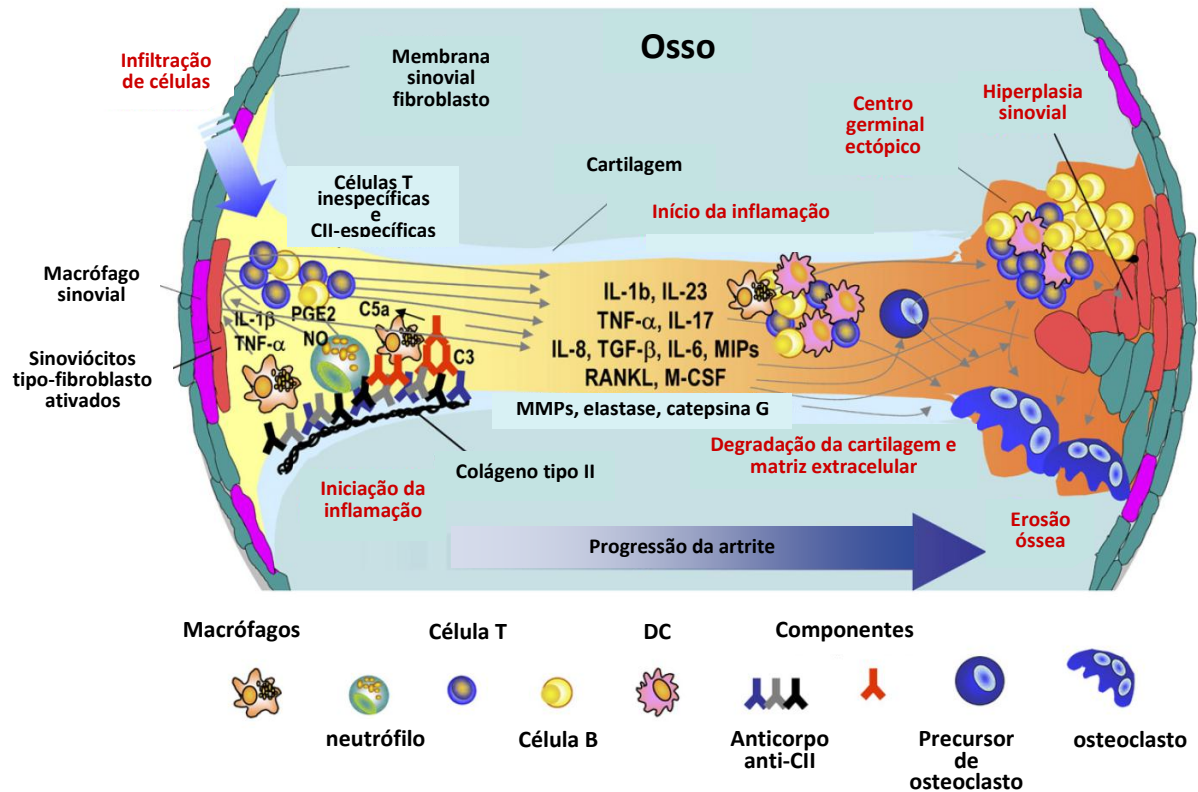 Osso
Infiltração
de células
Membrana
sinovial
fibroblasto
Hiperplasia
sinovial
Centro
germinal
ectópico
Cartilagem
Células T
inespecíficas
e
CII-específicas
Início da inflamação
Macrófago
sinovial
IL-1β
TNF-α
PGE2
NO
C5a
C3
IL-1b, IL-23
TNF-α, IL-17
IL-8, TGF-β, IL-6, MIPs
RANKL, M-CSF
Sinoviócitos
tipo-fibroblasto
ativados
MMPs, elastase, catepsina G
Degradação da cartilagem e
matriz extracelular
Colágeno tipo II
Iniciação da
inflamação
Erosão
óssea
Progressão da artrite
Macrófagos
Célula T
DC
Componentes
neutrófilo
Célula B
Anticorpo
anti-CII
Precursor
de
osteoclasto
osteoclasto